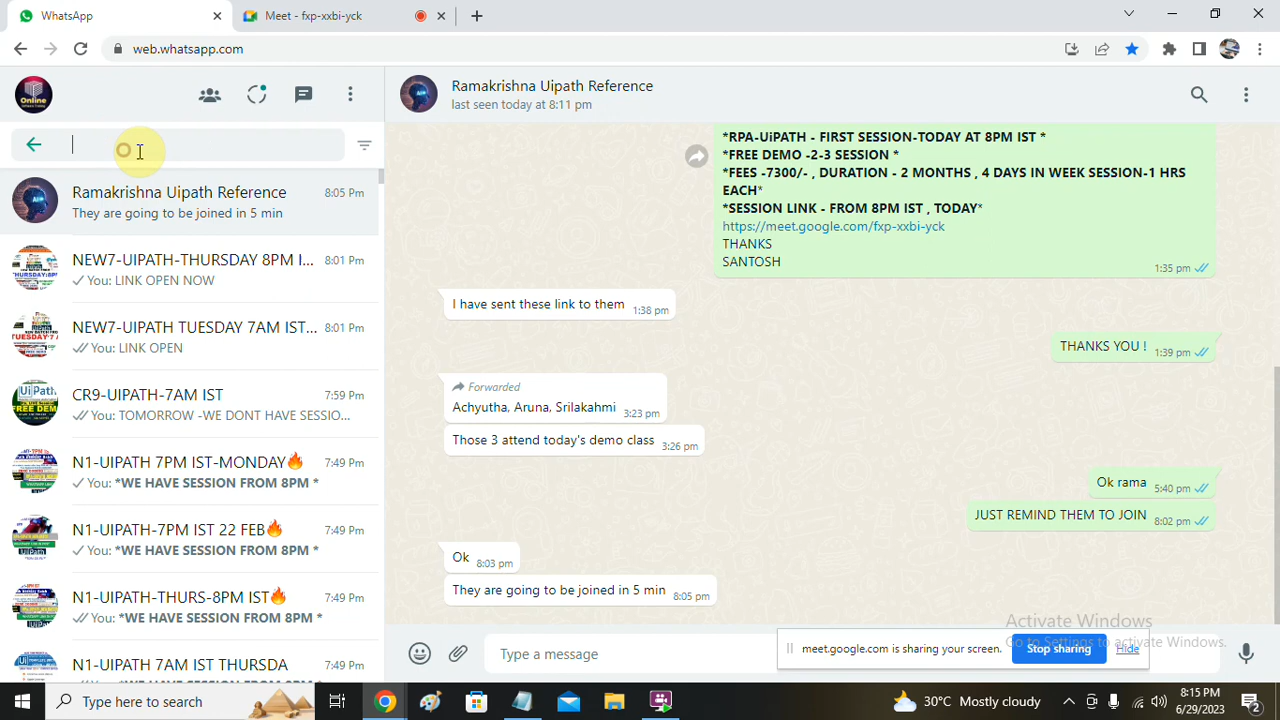 WhatsApp
Meet - fxp-xxbi-yck
web.whatsapp.com
Online
Ramakrishna Uipath Reference
8:05 Pm
They are going to be joined in 5 min
NEW7-UIPATH-THURSDAY 8PM I...
8:01 Pm
You: LINK OPEN NOW
NEW7-UIPATH TUESDAY 7AM IST...
8:01 Pm
You: LINK OPEN
CR9-UIPATH-7AM IST
7:59 Pm
You: TOMORROW -WE DONT HAVE SESSIO...
N1-UIPATH 7PM IST-MONDAY🔥
7:49 Pm
You: *WE HAVE SESSION FROM 8PM *
N1-UIPATH-7PM IST 22 FEB🔥
7:49 Pm
You: *WE HAVE SESSION FROM 8PM *
N1-UIPATH-THURS-8PM IST🔥
7:49 Pm
You: *WE HAVE SESSION FROM 8PM *
N1-UIPATH 7AM IST THURSDA
7:49 Pm
Ramakrishna Uipath Reference
last seen today at 8:11 pm
*RPA-UiPATH - FIRST SESSION-TODAY AT 8PM IST *
*FREE DEMO -2-3 SESSION *
*FEES -7300/- , DURATION - 2 MONTHS , 4 DAYS IN WEEK SESSION-1 HRS
EACH*
*SESSION LINK - FROM 8PM IST , TODAY*
https://meet.google.com/fxp-xxbi-yck
THANKS
SANTOSH
1:35 pm
I have sent these link to them
1:38 pm
THANKS YOU !
1:39 pm
Forwarded
Achyutha, Aruna, Srilakahmi
3:23 pm
Those 3 attend today's demo class
3:26 pm
Ok rama
5:40 pm
JUST REMIND THEM TO JOIN
8:02 pm
Ok
8:03 pm
They are going to be joined in 5 min
8:05 pm
Activate Windows
Go to Settings to activate Windows.
Type a message
meet.google.com is sharing your screen.
Stop sharing
Hide
Type here to search
30°C Mostly cloudy
8:15 PM
6/29/2023
2